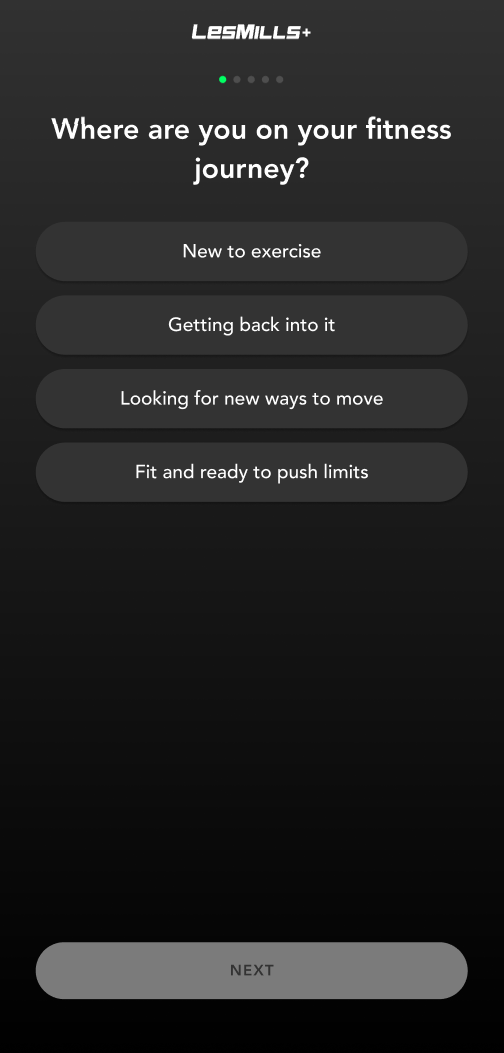 LESMILLS+
Where are you on your fitness
journey?
New to exercise
Getting back into it
Looking for new ways to move
Fit and ready to push limits
NEXT